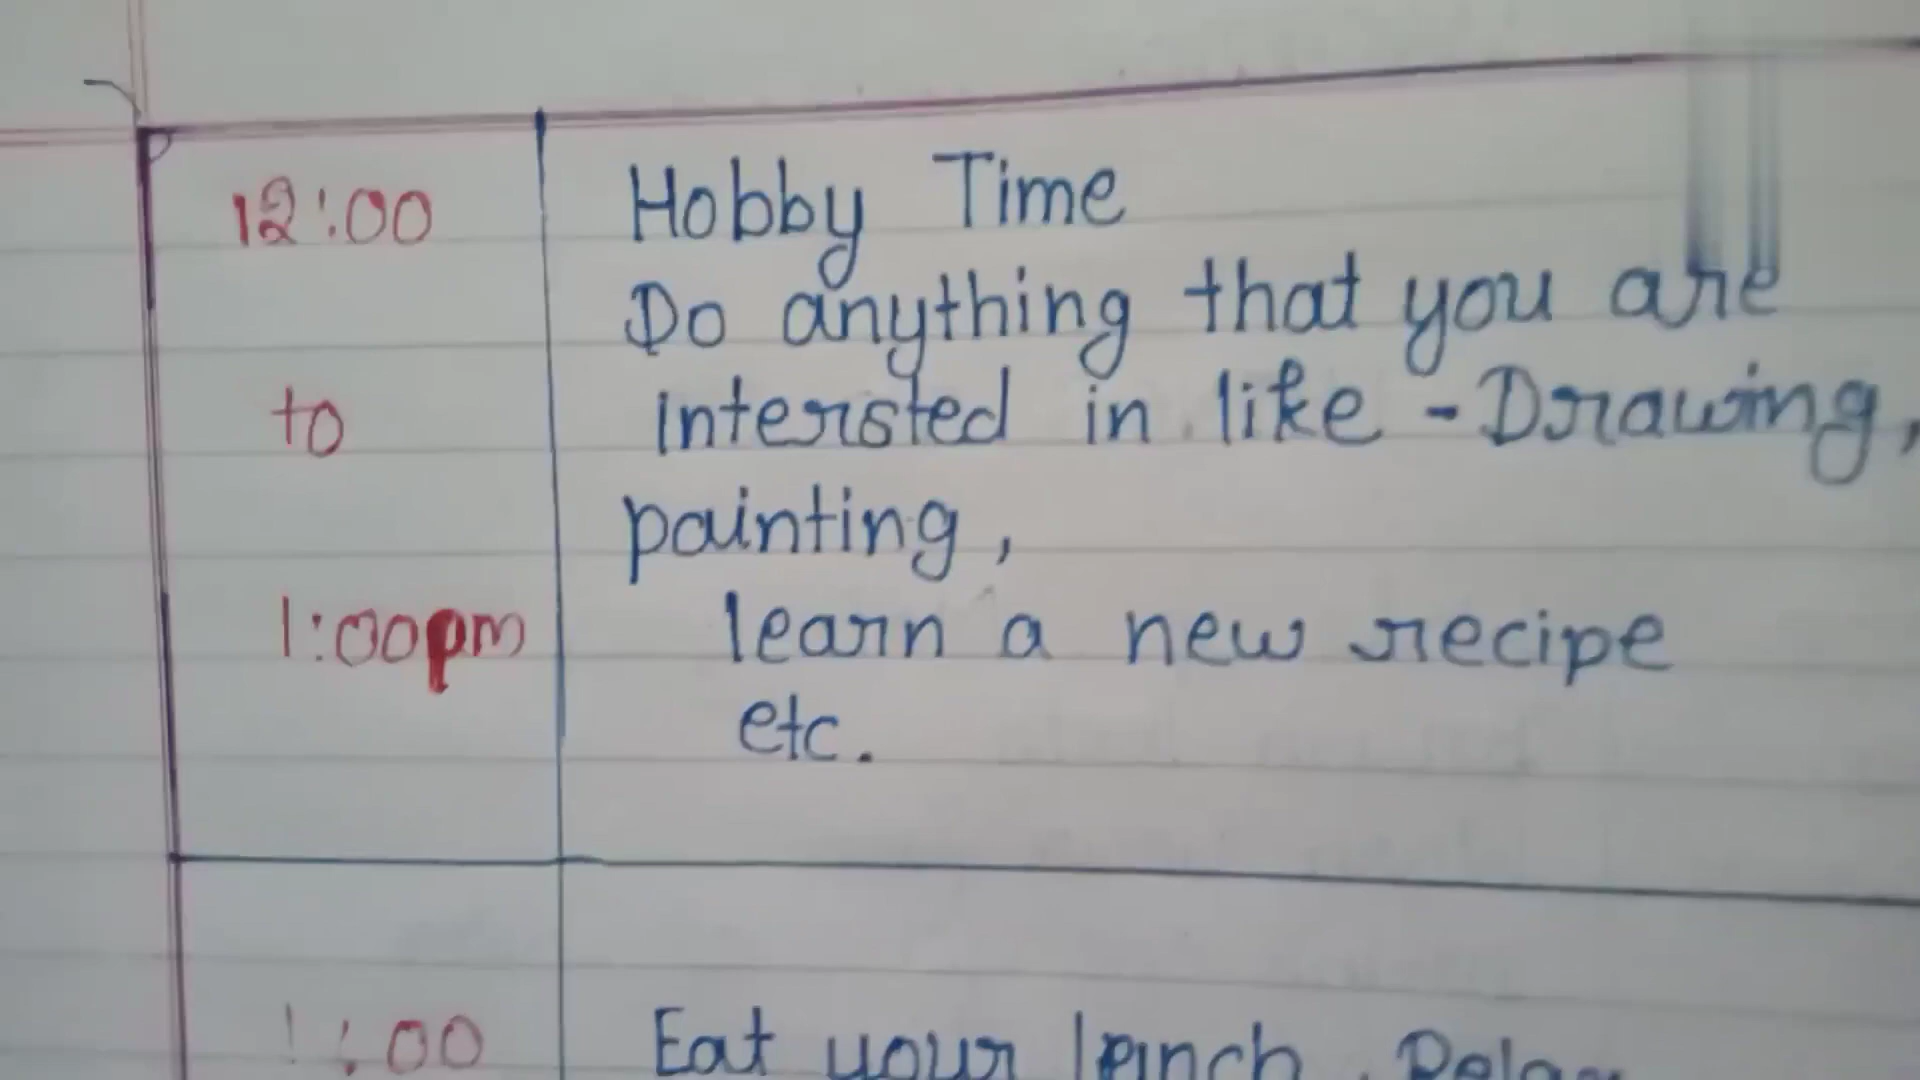 12:00
Hobby Time
Do anything that you are
to
intersted in like - Drawing,
painting,
1:00pm
learn a new recipe
etc.
1:00
Eat your lunch. Relax